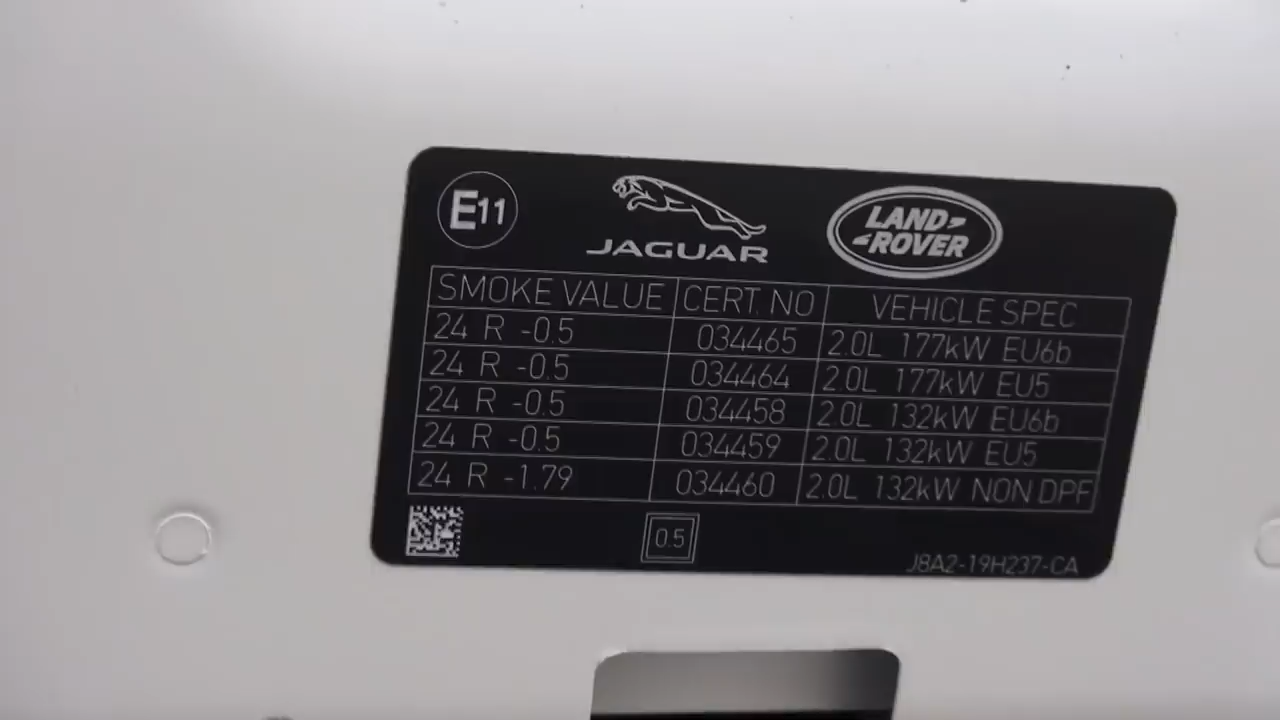 E11
JAGUAR
LAND
ROVER
SMOKE VALUE CERT. NO VEHICLE SPEC
24 R -0.5 034465 2.0L 177kW EU6b
24 R -0.5 034464 2.0L 177kW EU5
24 R -0.5 034458 2.0L 132kW EU6b
24 R -0.5 034459 2.0L 132kW EU5
24 R -1.79 034460 2.0L 132kW NON DPF
0.5
J8A2-19H237-CA